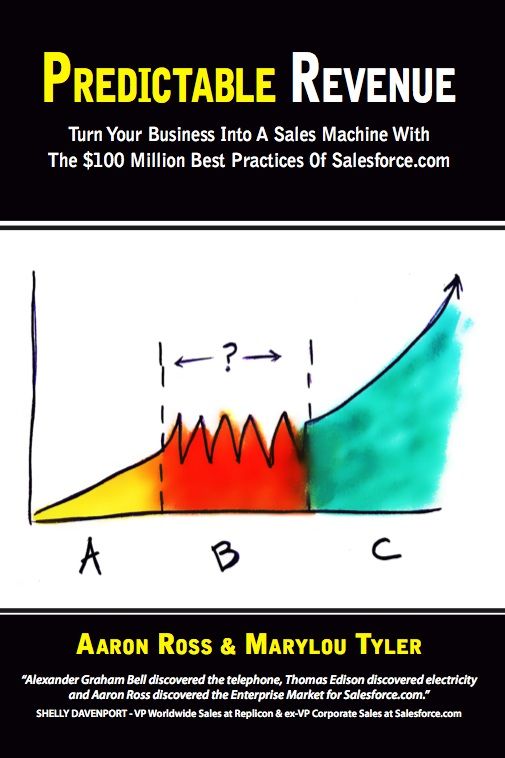 PREDICTABLE REVENUE
Turn Your Business Into A Sales Machine With
The $100 Million Best Practices Of Salesforce.com
?
A B C
AARON ROSS & MARYLOU TYLER
“Alexander Graham Bell discovered the telephone, Thomas Edison discovered electricity
and Aaron Ross discovered the Enterprise Market for Salesforce.com.”
SHELLY DAVENPORT - VP Worldwide Sales at Replicon & ex-VP Corporate Sales at Salesforce.com